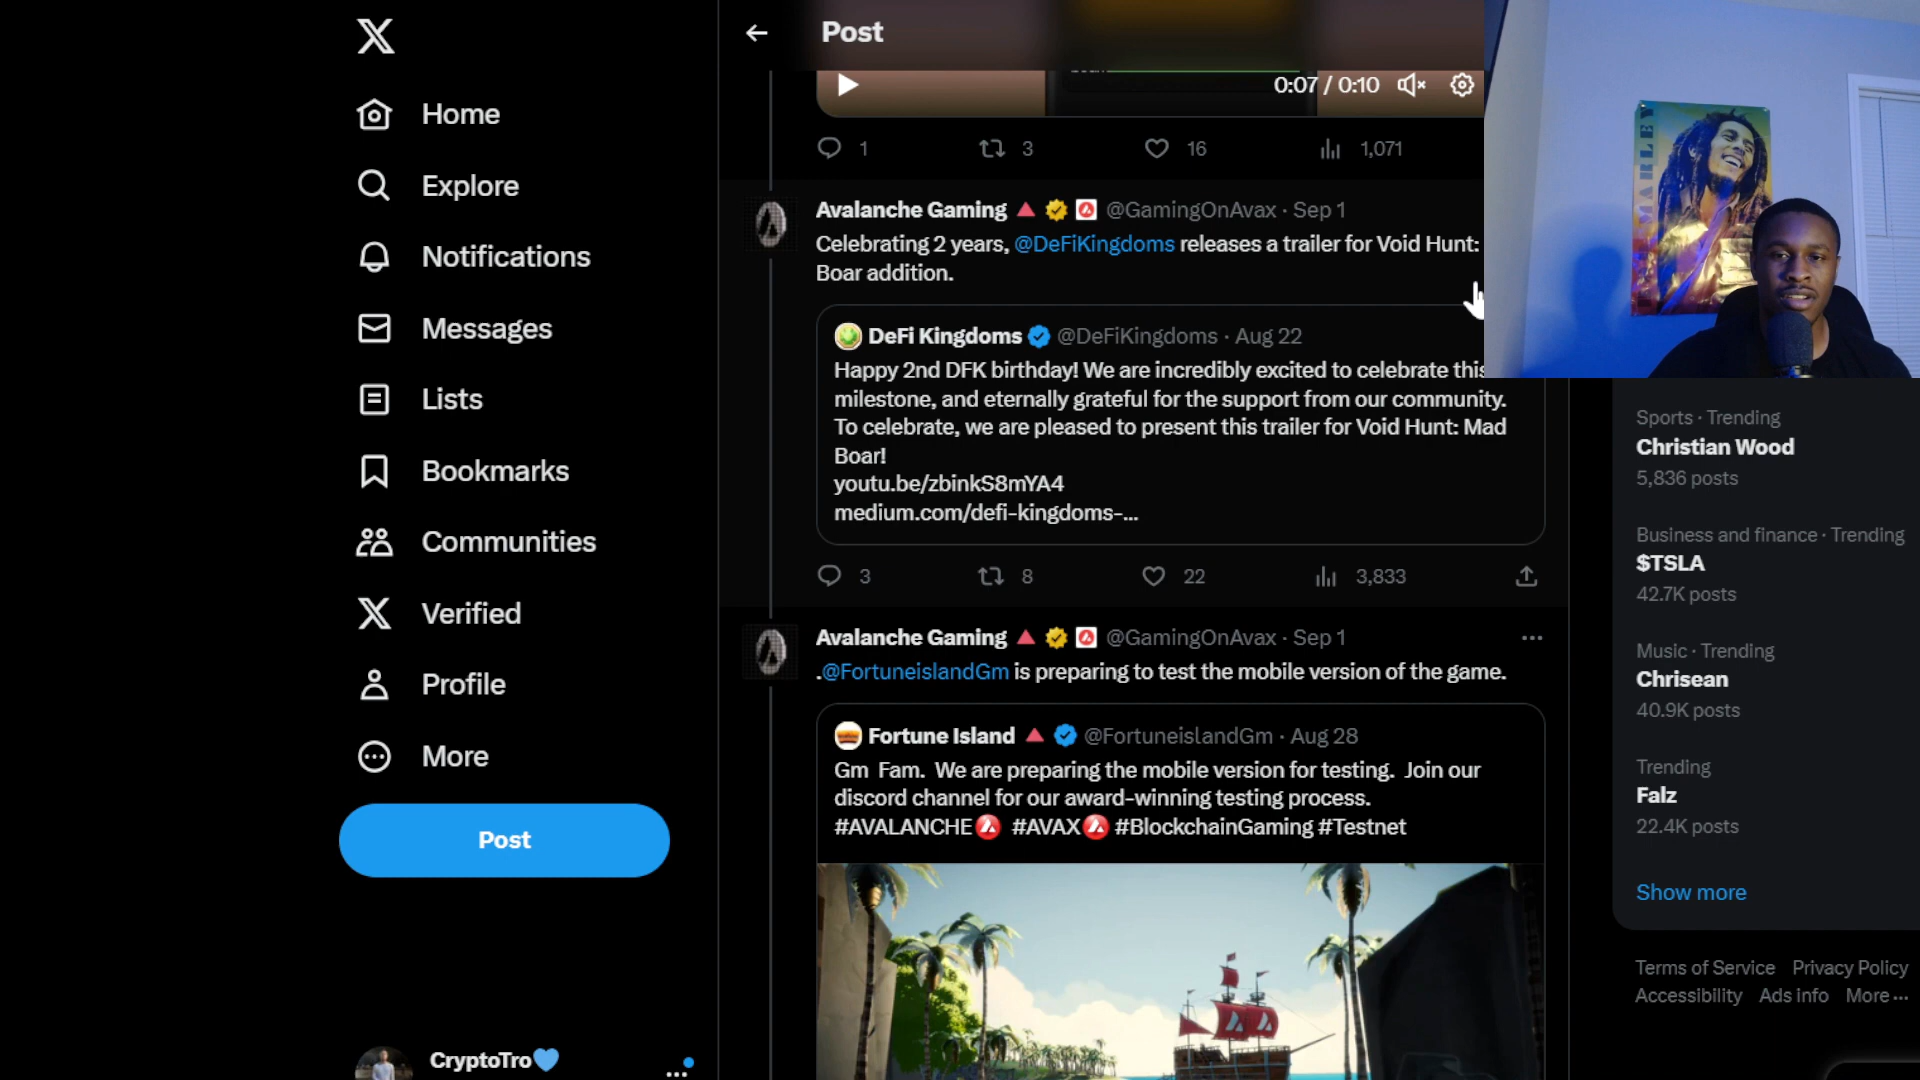 Home
Explore
Notifications
Messages
Lists
Bookmarks
Communities
Verified
Profile
More
Post
CryptoTro
Post
0:07 / 0:10
1
3
16
1,071
Avalanche Gaming @GamingOnAvax · Sep 1
Celebrating 2 years, @DeFiKingdoms releases a trailer for Void Hunt:
Boar addition.
DeFi Kingdoms @DeFiKingdoms · Aug 22
Happy 2nd DFK birthday! We are incredibly excited to celebrate this
milestone, and eternally grateful for the support from our community.
To celebrate, we are pleased to present this trailer for Void Hunt: Mad
Boar!
youtu.be/zbinkS8mYA4
medium.com/defi-kingdoms-...
3
8
22
3,833
Avalanche Gaming @GamingOnAvax · Sep 1
.@FortuneislandGm is preparing to test the mobile version of the game.
Fortune Island @FortuneislandGm · Aug 28
Gm Fam. We are preparing the mobile version for testing. Join our
discord channel for our award-winning testing process.
#AVALANCHE #AVAX #BlockchainGaming #Testnet
MARLEY
Sports · Trending
Christian Wood
5,836 posts
Business and finance · Trending
$TSLA
42.7K posts
Music · Trending
Chrisean
40.9K posts
Trending
Falz
22.4K posts
Show more
Terms of Service Privacy Policy
Accessibility Ads info More ...